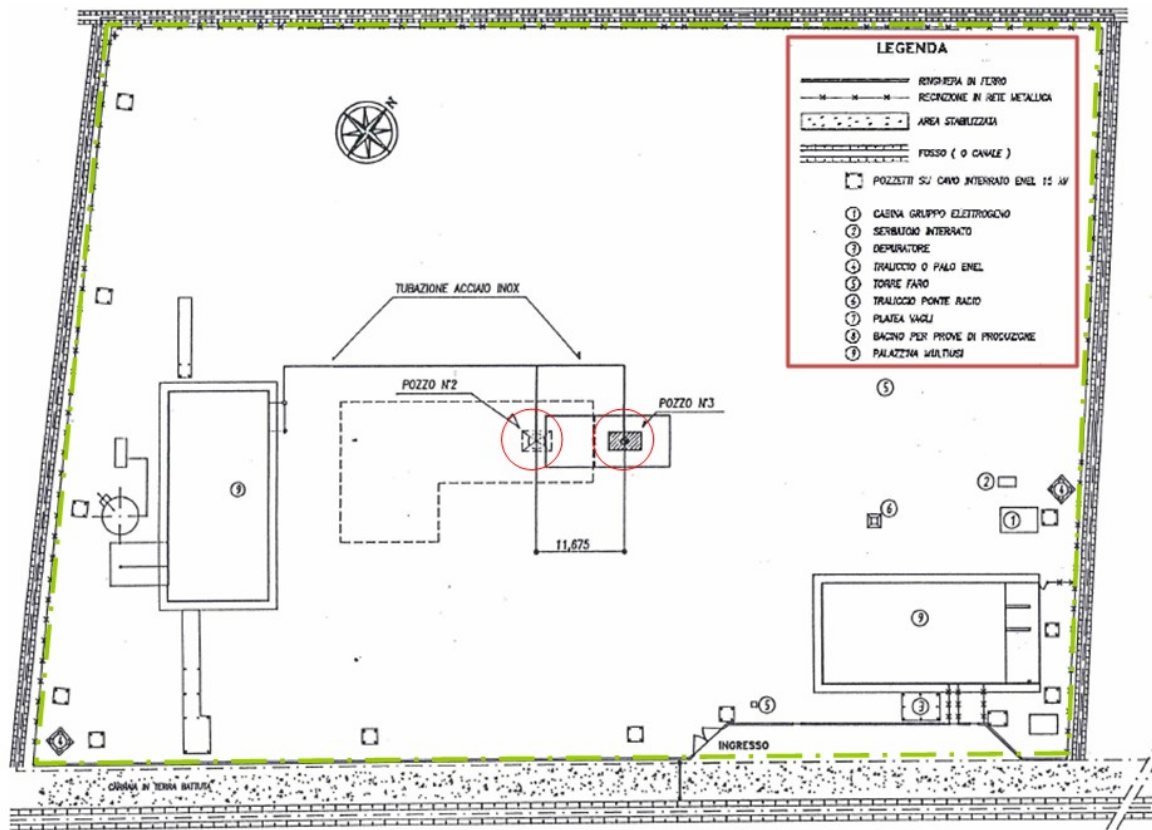 LEGENDA
RINGHIERA IN FERRO
RECINZIONE IN RETE METALLICA
AREA STABILIZZATA
FOSSO ( O CANALE )
POZZETTI SU CAVO INTERRATO ENEL 15 kV
1 CABINA GRUPPO ELETTROGENO
2 SERBATOIO INTERRATO
3 DEPURATORE
4 TRALICCIO O PALO ENEL
5 TORRE FARO
6 TRALICCIO PONTE RADIO
7 PLATEA VAGLI
8 BACINO PER PROVE DI PRODUZIONE
9 PALAZZINA MULTIUSI
N
TUBAZIONE ACCIAIO INOX
POZZO N°2
POZZO N°3
5
9
2
4
6
1
11,675
9
5
3
4
INGRESSO
IN TERRA BATTUTA